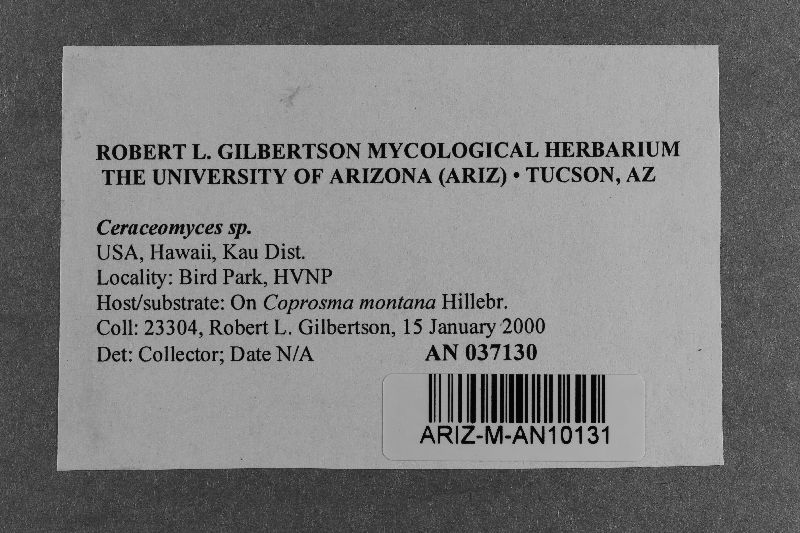 ROBERT L. GILBERTSON MYCOLOGICAL HERBARIUM
THE UNIVERSITY OF ARIZONA (ARIZ) • TUCSON, AZ
Ceraceomyces sp.
USA, Hawaii, Kau Dist.
Locality: Bird Park, HVNP
Host/substrate: On Coprosma montana Hillebr.
Coll: 23304, Robert L. Gilbertson, 15 January 2000
Det: Collector; Date N/A AN 037130
ARIZ-M-AN10131